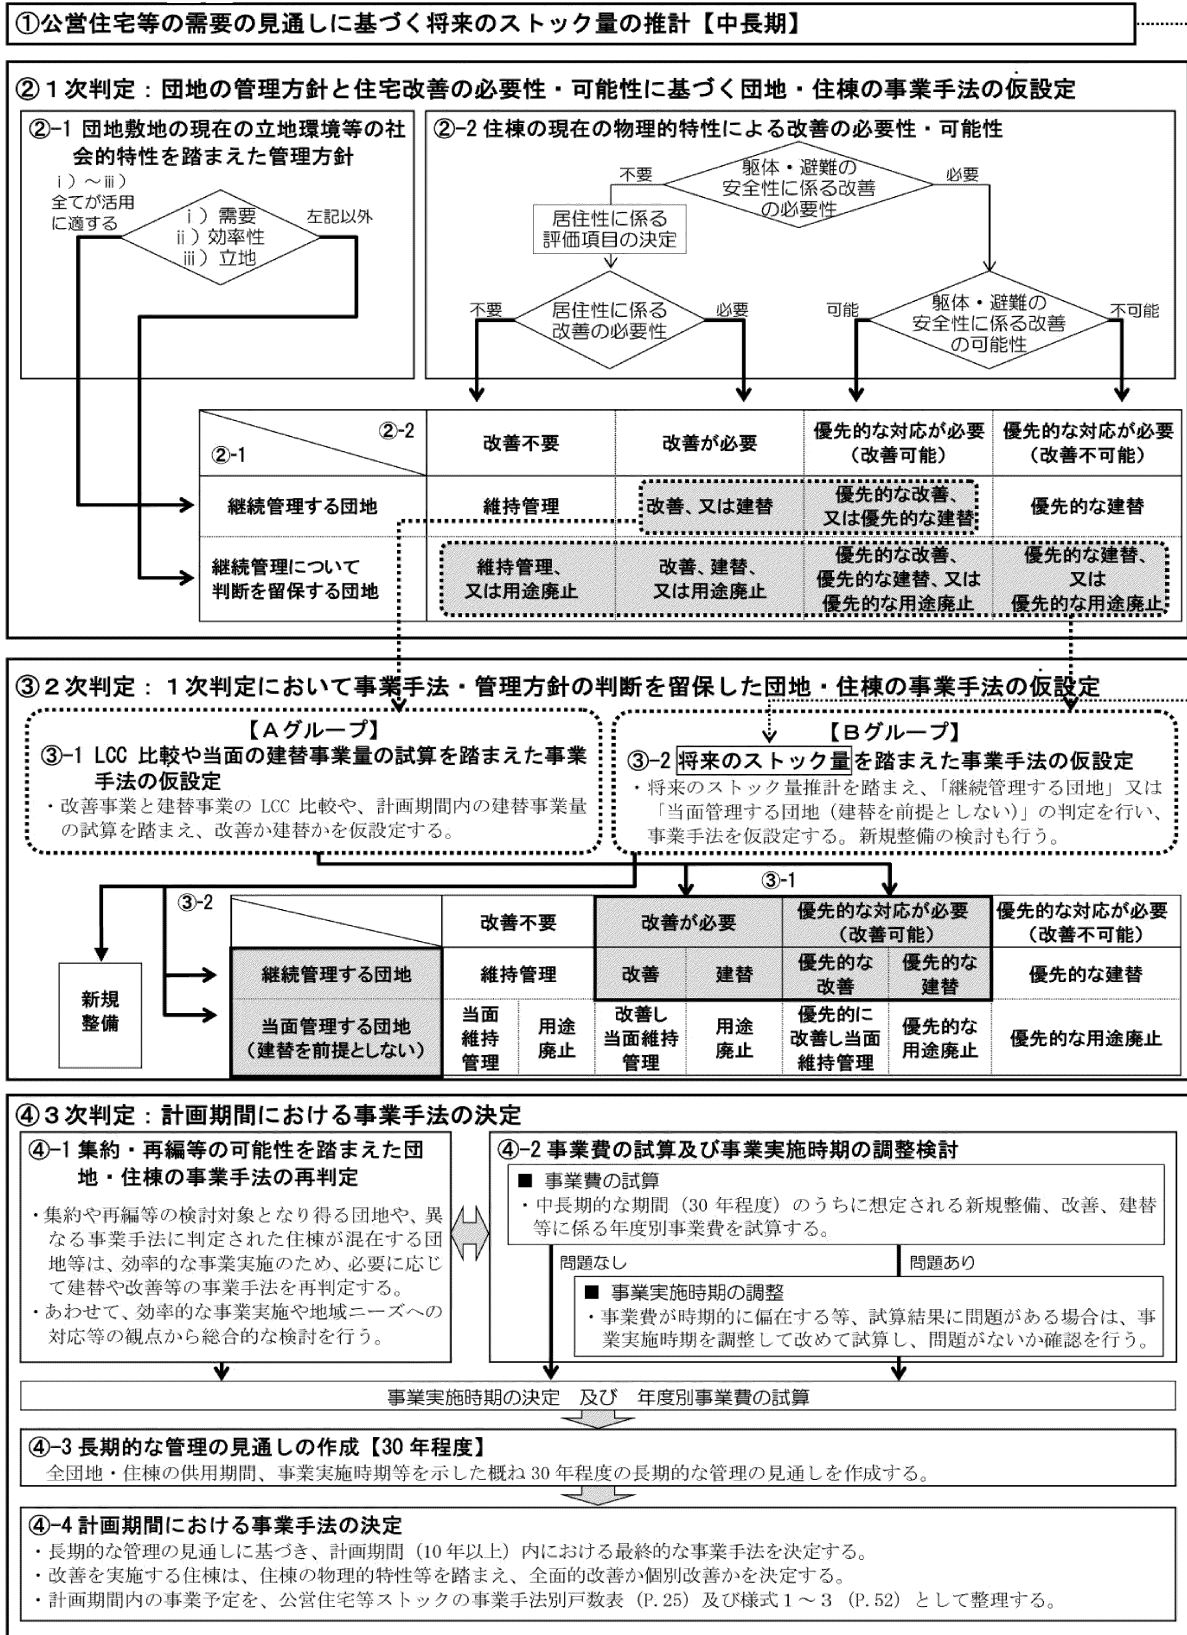 ①公営住宅等の需要の見通しに基づく将来のストック量の推計【中長期】
②１次判定：団地の管理方針と住宅改善の必要性・可能性に基づく団地・住棟の事業手法の仮設定
②-1 団地敷地の現在の立地環境等の社
会的特性を踏まえた管理方針
ⅰ）～ⅲ）
全てが活用
に適する
ⅰ）需要
ⅱ）効率性
ⅲ）立地
左記以外
②-2 住棟の現在の物理的特性による改善の必要性・可能性
不要
躯体・避難の
安全性に係る改善
の必要性
必要
居住性に係る
評価項目の決定
不要
居住性に係る
改善の必要性
必要
可能
躯体・避難の
安全性に係る改善
の可能性
不可能
②-2
②-1
改善不要
改善が必要
優先的な対応が必要
（改善可能）
優先的な対応が必要
（改善不可能）
継続管理する団地
維持管理
改善、又は建替
優先的な改善、
又は優先的な建替
優先的な建替
継続管理について
判断を留保する団地
維持管理、
又は用途廃止
改善、建替、
又は用途廃止
優先的な改善、
優先的な建替、又は
優先的な用途廃止
優先的な建替、
又は
優先的な用途廃止
③２次判定：１次判定において事業手法・管理方針の判断を留保した団地・住棟の事業手法の仮設定
【Ａグループ】
③-1 LCC 比較や当面の建替事業量の試算を踏まえた事業
手法の仮設定
・改善事業と建替事業の LCC 比較や、計画期間内の建替事業量
の試算を踏まえ、改善か建替かを仮設定する。
【Ｂグループ】
③-2 将来のストック量を踏まえた事業手法の仮設定
・将来のストック量推計を踏まえ、「継続管理する団地」又は
「当面管理する団地（建替を前提としない）」の判定を行い、
事業手法を仮設定する。新規整備の検討も行う。
③-1
③-2
新規
整備
改善不要
改善が必要
優先的な対応が必要
（改善可能）
優先的な対応が必要
（改善不可能）
継続管理する団地
維持管理
改善
建替
優先的な
改善
優先的な
建替
優先的な建替
当面管理する団地
（建替を前提としない）
当面
維持
管理
用途
廃止
改善し
当面維持
管理
用途
廃止
優先的に
改善し当面
維持管理
優先的な
用途廃止
優先的な用途廃止
④３次判定：計画期間における事業手法の決定
④-1 集約・再編等の可能性を踏まえた団
地・住棟の事業手法の再判定
・集約や再編等の検討対象となり得る団地や、異
なる事業手法に判定された住棟が混在する団
地等は、効率的な事業実施のため、必要に応じ
て建替や改善等の事業手法を再判定する。
・あわせて、効率的な事業実施や地域ニーズへの
対応等の観点から総合的な検討を行う。
④-2 事業費の試算及び事業実施時期の調整検討
■ 事業費の試算
・中長期的な期間（30 年程度）のうちに想定される新規整備、改善、建替
等に係る年度別事業費を試算する。
問題なし
問題あり
■ 事業実施時期の調整
・事業費が時期的に偏在する等、試算結果に問題がある場合は、事
業実施時期を調整して改めて試算し、問題がないか確認を行う。
事業実施時期の決定　及び　年度別事業費の試算
④-3 長期的な管理の見通しの作成【30 年程度】
全団地・住棟の供用期間、事業実施時期等を示した概ね 30 年程度の長期的な管理の見通しを作成する。
④-4 計画期間における事業手法の決定
・長期的な管理の見通しに基づき、計画期間（10 年以上）内における最終的な事業手法を決定する。
・改善を実施する住棟は、住棟の物理的特性等を踏まえ、全面的改善か個別改善かを決定する。
・計画期間内の事業予定を、公営住宅等ストックの事業手法別戸数表（P.25）及び様式１～３（P.52）として整理する。